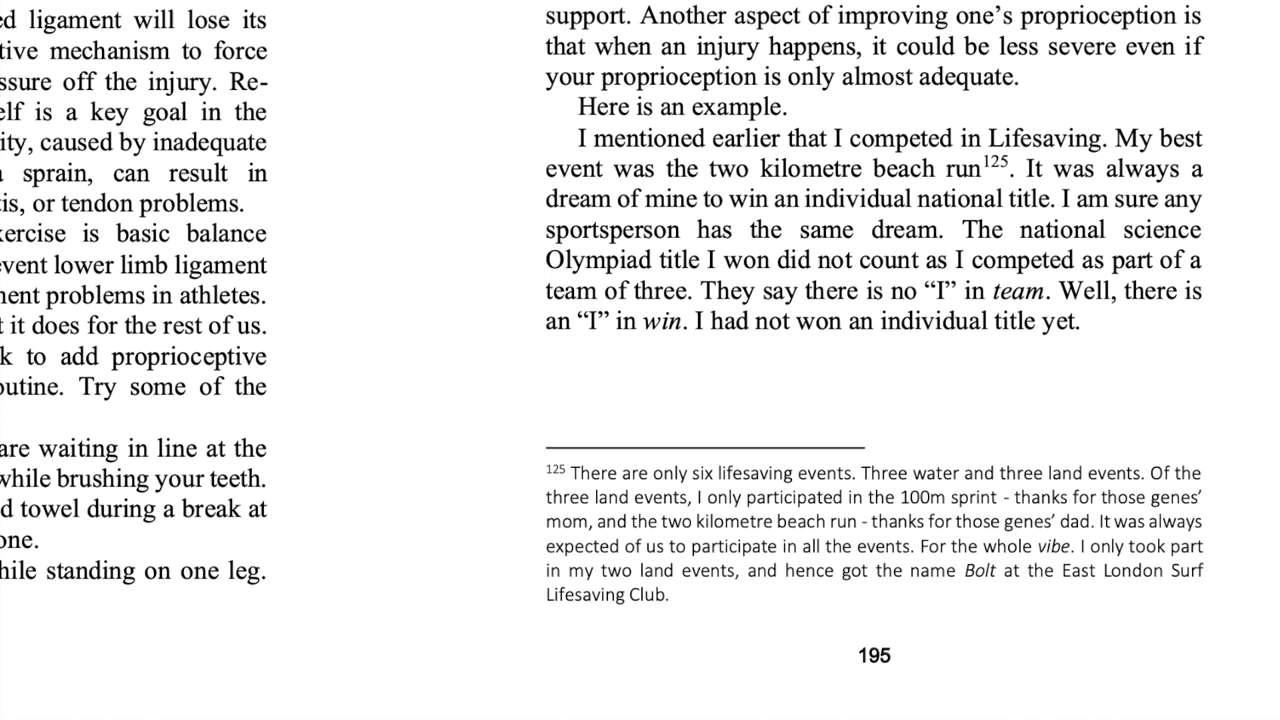 ed ligament will lose its
tive mechanism to force
ssure off the injury. Re-
elf is a key goal in the
ity, caused by inadequate
sprain, can result in
tis, or tendon problems.
xercise is basic balance
event lower limb ligament
ment problems in athletes.
t it does for the rest of us.
k to add proprioceptive
outine. Try some of the
are waiting in line at the
while brushing your teeth.
d towel during a break at
one.
hile standing on one leg.
support. Another aspect of improving one’s proprioception is
that when an injury happens, it could be less severe even if
your proprioception is only almost adequate.
Here is an example.
I mentioned earlier that I competed in Lifesaving. My best
event was the two kilometre beach run125. It was always a
dream of mine to win an individual national title. I am sure any
sportsperson has the same dream. The national science
Olympiad title I won did not count as I competed as part of a
team of three. They say there is no “I” in team. Well, there is
an “I” in win. I had not won an individual title yet.
125 There are only six lifesaving events. Three water and three land events. Of the
three land events, I only participated in the 100m sprint - thanks for those genes’
mom, and the two kilometre beach run - thanks for those genes’ dad. It was always
expected of us to participate in all the events. For the whole vibe. I only took part
in my two land events, and hence got the name Bolt at the East London Surf
Lifesaving Club.
195